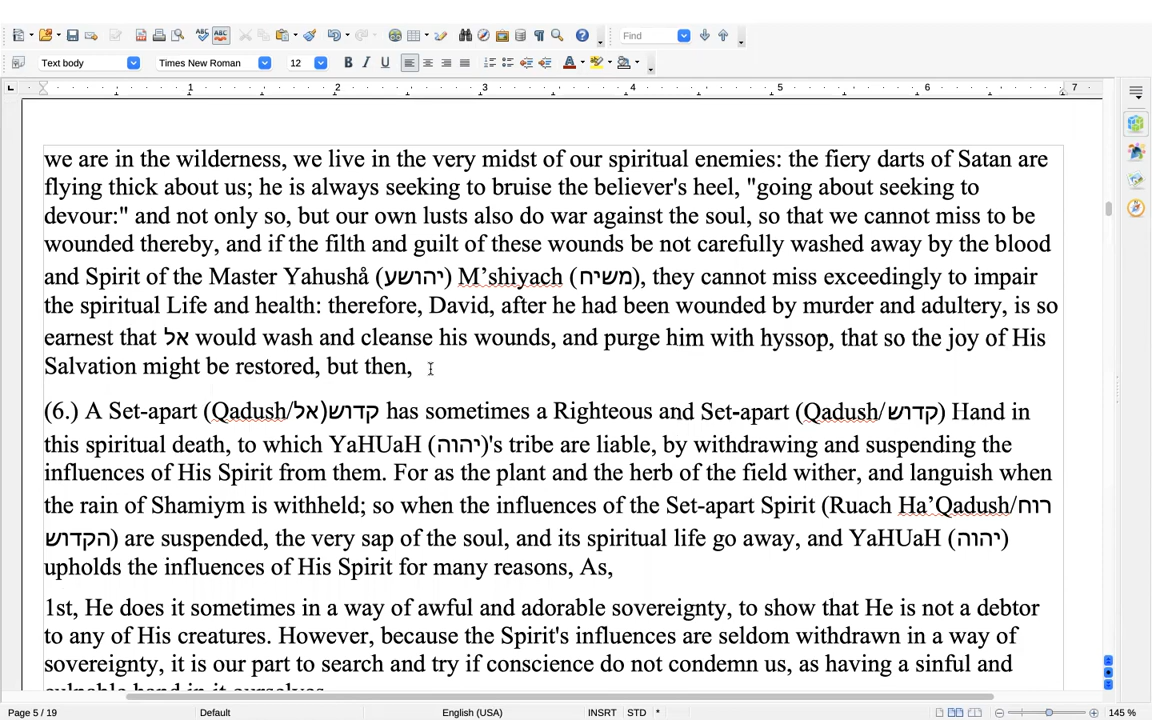 Find
Text body
Times New Roman
12
1 1 2 3 4 5 6 7
we are in the wilderness, we live in the very midst of our spiritual enemies: the fiery darts of Satan are
flying thick about us; he is always seeking to bruise the believer's heel, "going about seeking to
devour:" and not only so, but our own lusts also do war against the soul, so that we cannot miss to be
wounded thereby, and if the filth and guilt of these wounds be not carefully washed away by the blood
and Spirit of the Master Yahushå (יהושע) M’shiyach (משיח), they cannot miss exceedingly to impair
the spiritual Life and health: therefore, David, after he had been wounded by murder and adultery, is so
earnest that אל would wash and cleanse his wounds, and purge him with hyssop, that so the joy of His
Salvation might be restored, but then,
(6.) A Set-apart (Qadush/אל)קדוש has sometimes a Righteous and Set-apart (Qadush/קדוש) Hand in
this spiritual death, to which YaHUaH (יהוה)'s tribe are liable, by withdrawing and suspending the
influences of His Spirit from them. For as the plant and the herb of the field wither, and languish when
the rain of Shamiym is withheld; so when the influences of the Set-apart Spirit (Ruach Ha’Qadush/רוח
הקדוש) are suspended, the very sap of the soul, and its spiritual life go away, and YaHUaH (יהוה)
upholds the influences of His Spirit for many reasons, As,
1st, He does it sometimes in a way of awful and adorable sovereignty, to show that He is not a debtor
to any of His creatures. However, because the Spirit's influences are seldom withdrawn in a way of
sovereignty, it is our part to search and try if conscience do not condemn us, as having a sinful and
culpable hand in it ourselves
Page 5 / 19
Default
English (USA)
INSRT
STD
*
145 %